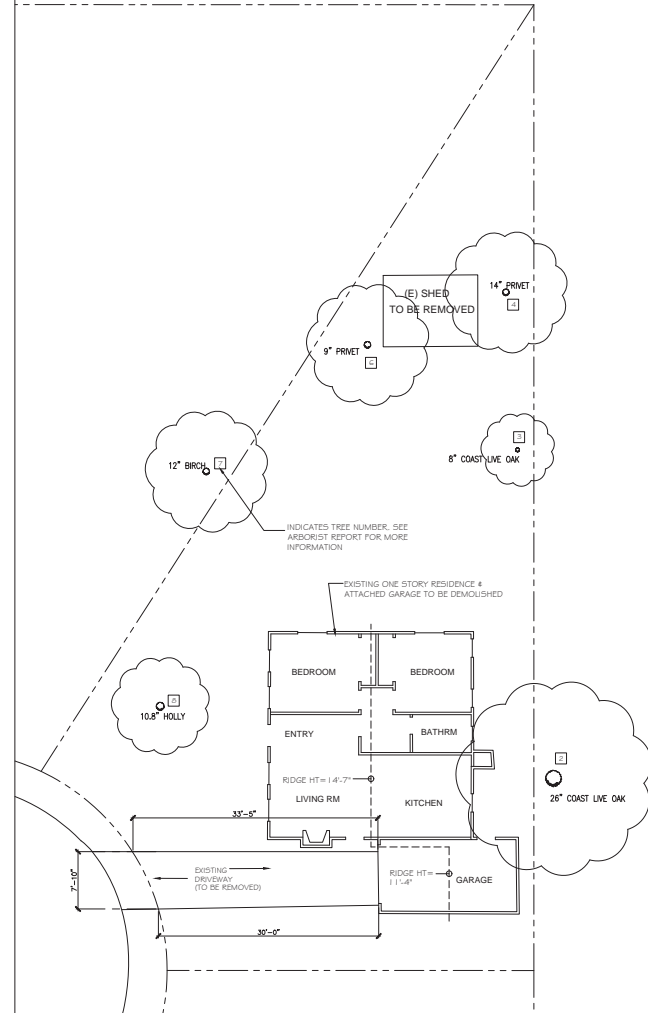 14" PRIVET
4
(E) SHED
TO BE REMOVED
9" PRIVET
3
8" COAST LIVE OAK
12" BIRCH
7
INDICATES TREE NUMBER, SEE
ARBORIST REPORT FOR MORE
INFORMATION
EXISTING ONE STORY RESIDENCE &
ATTACHED GARAGE TO BE DEMOLISHED
BEDROOM
BEDROOM
10.8" HOLLY
ENTRY
BATHRM
2
26" COAST LIVE OAK
RIDGE HT= 14'-7"
LIVING RM
KITCHEN
33'-5"
7'-10"
EXISTING
DRIVEWAY
(TO BE REMOVED)
RIDGE HT=
11'-4"
GARAGE
30'-0"